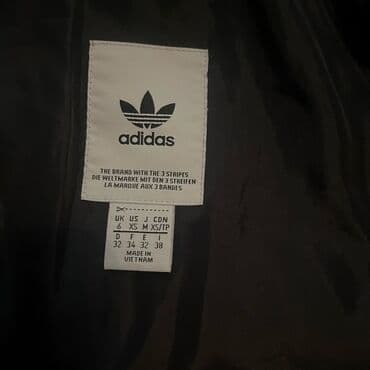 adidas
THE BRAND WITH THE 3 STRIPES
DIE WELTMARKE MIT DEN 3 STREIFEN
LA MARQUE AUX 3 BANDES
UK US J CDN
6 XS M XS/TP
D F E I
32 34 32 38
MADE IN
VIETNAM